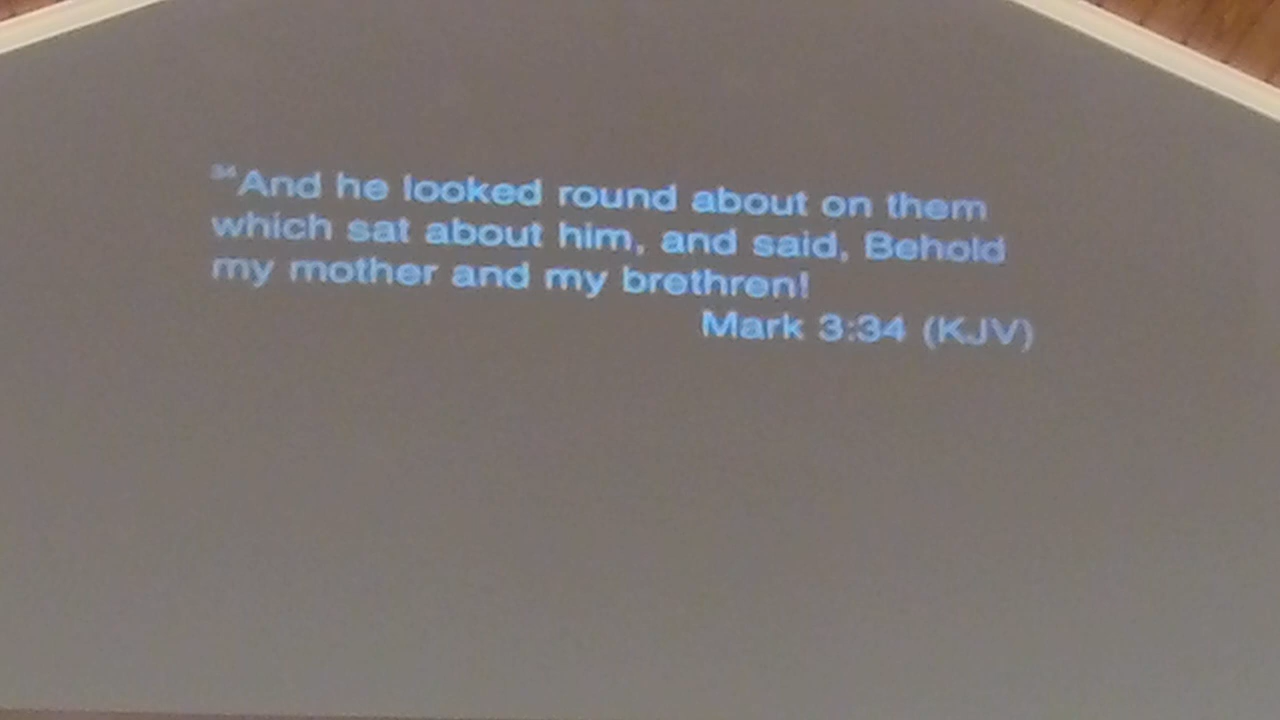 ³⁴And he looked round about on them
which sat about him, and said, Behold
my mother and my brethren!
Mark 3:34 (KJV)